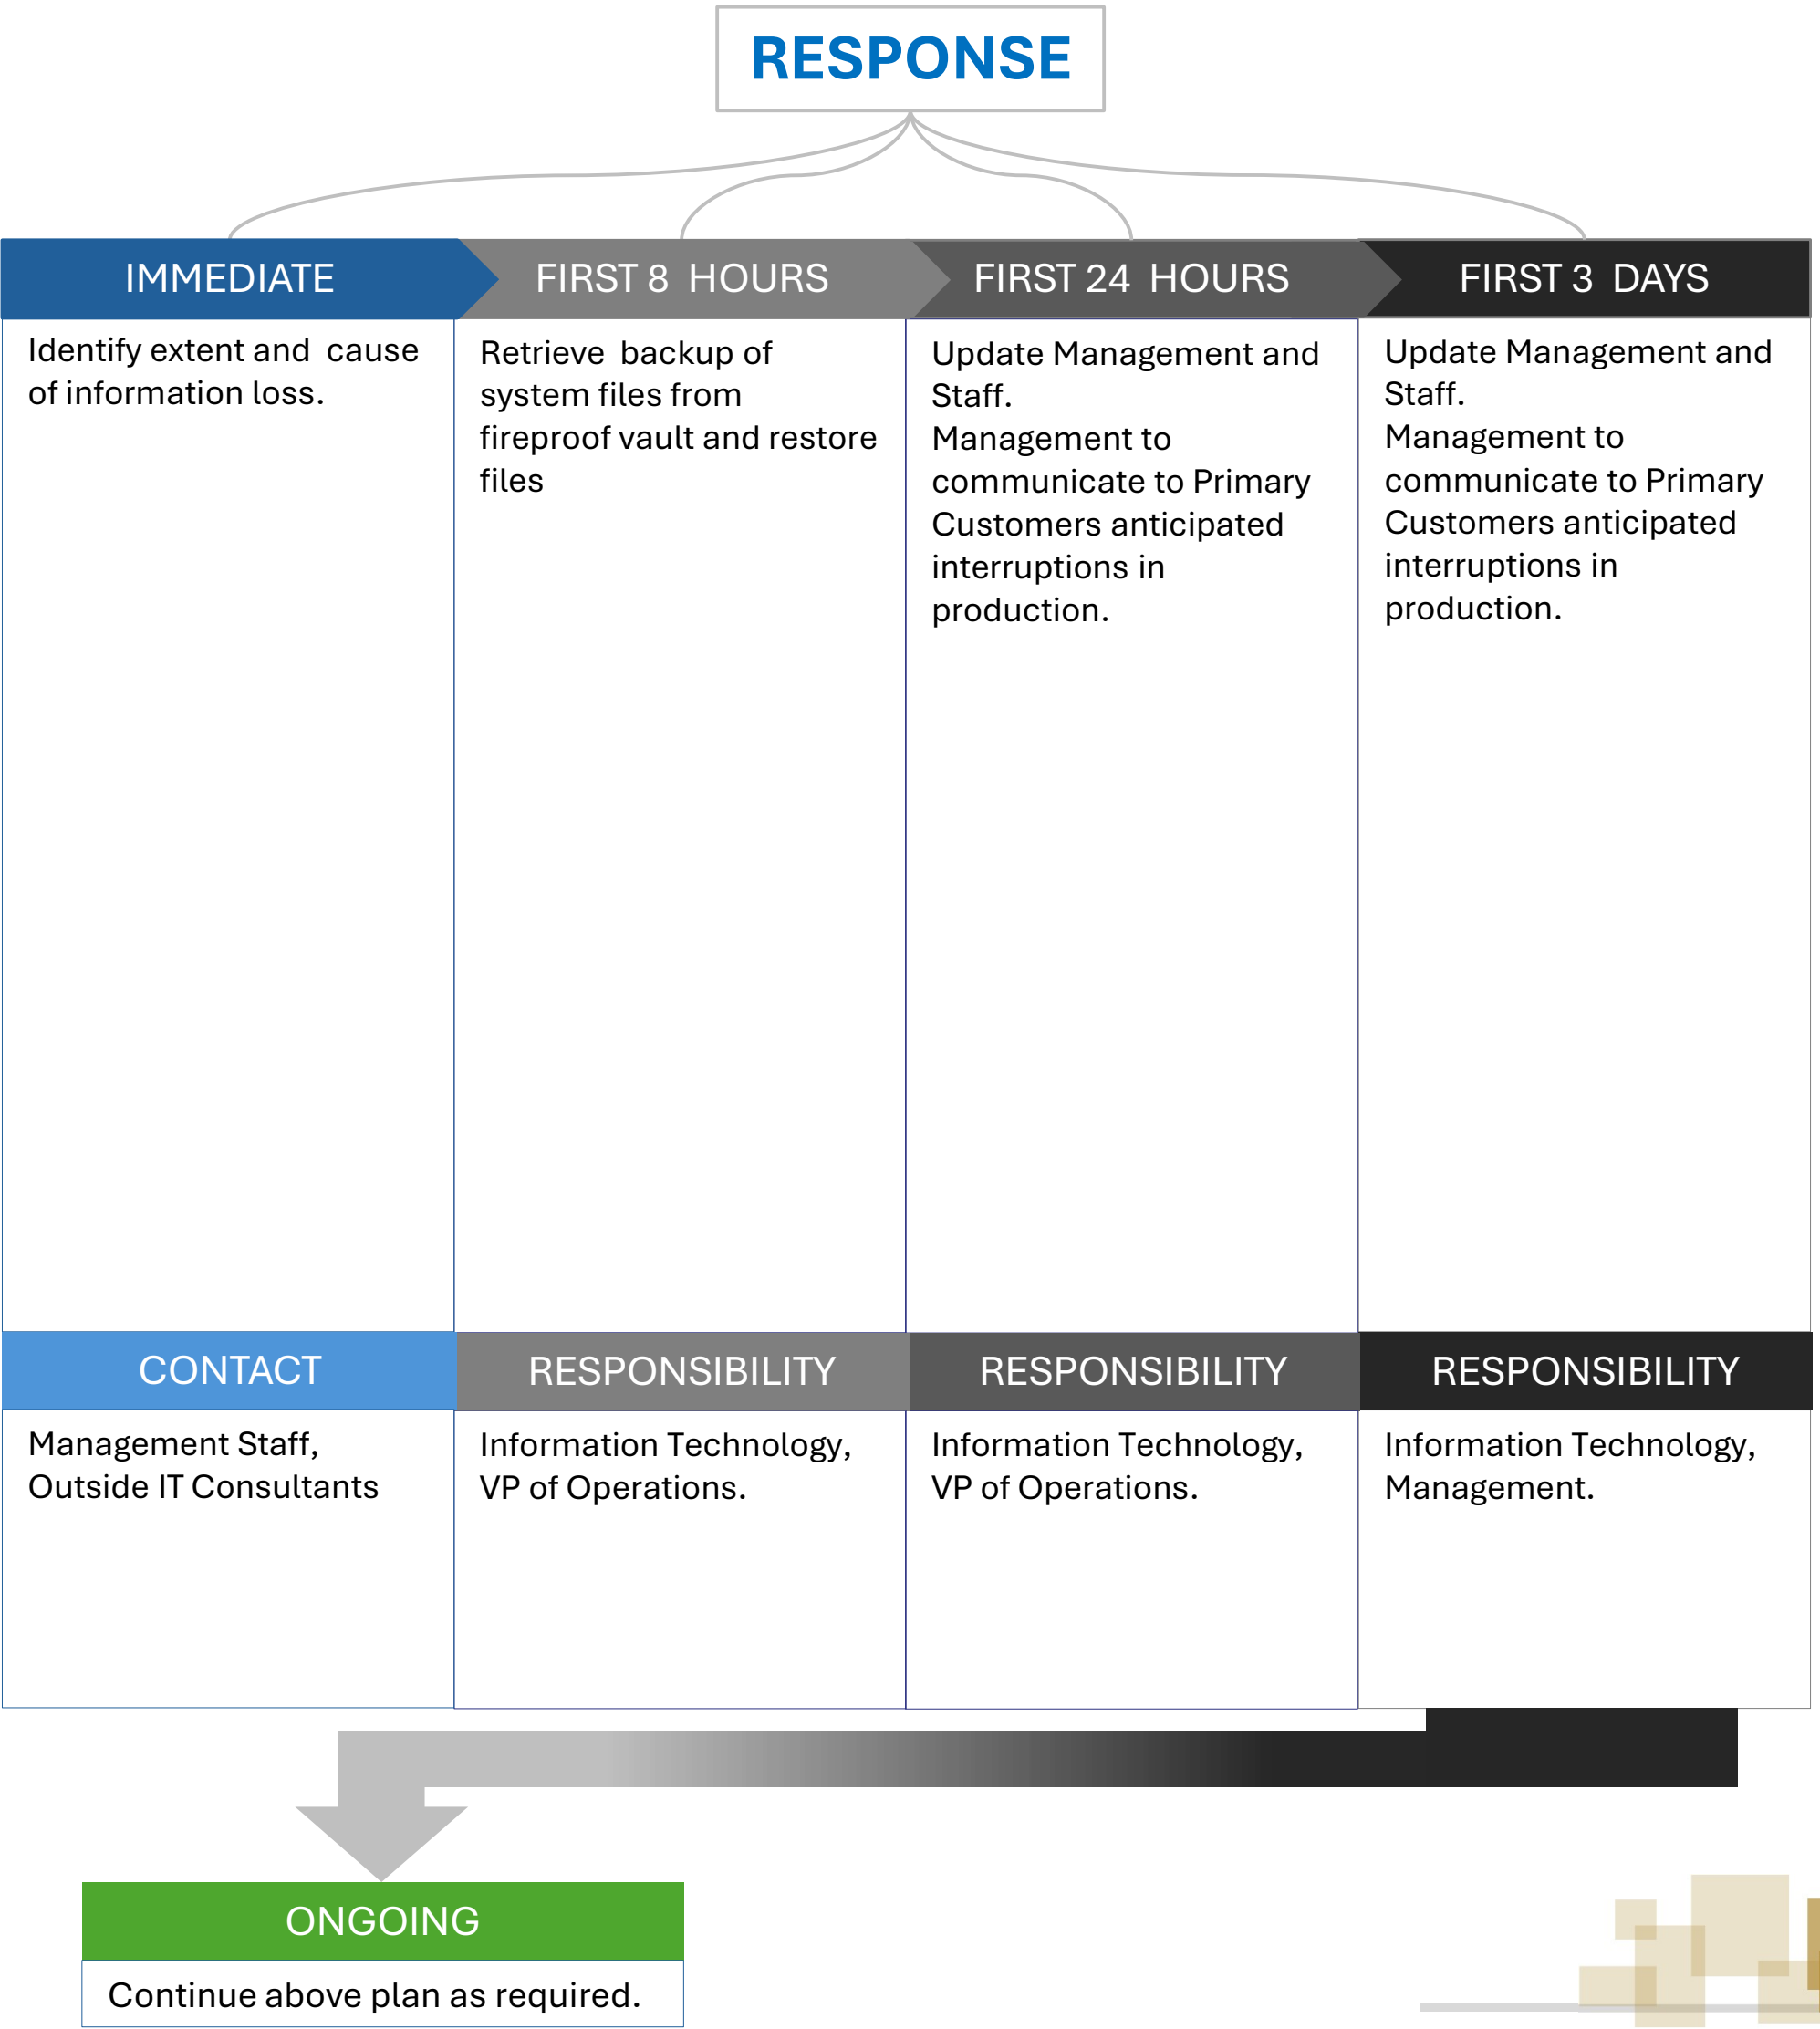 RESPONSE
IMMEDIATE
Identify extent and  cause
of information loss.
FIRST 8  HOURS
Retrieve  backup of
system files from
fireproof vault and restore
files
FIRST 24  HOURS
Update Management and
Staff.
Management to
communicate to Primary
Customers anticipated
interruptions in
production.
FIRST 3  DAYS
Update Management and
Staff.
Management to
communicate to Primary
Customers anticipated
interruptions in
production.
CONTACT
Management Staff,
Outside IT Consultants
RESPONSIBILITY
Information Technology,
VP of Operations.
RESPONSIBILITY
Information Technology,
VP of Operations.
RESPONSIBILITY
Information Technology,
Management.
ONGOING
Continue above plan as required.